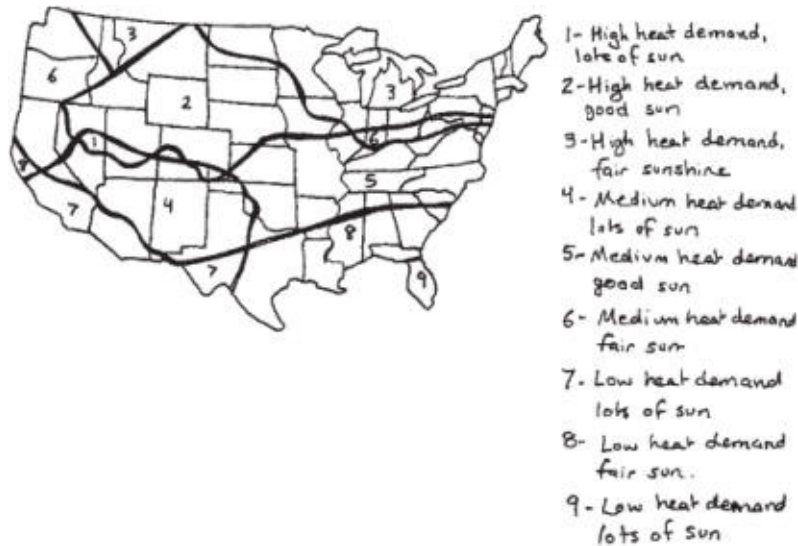 3
6
2
3
1
6
5
4
7
8
7
9
1- High heat demand,
lots of sun
2- High heat demand,
good sun
3- High heat demand,
fair sunshine
4- Medium heat demand
lots of sun
5- Medium heat demand
good sun
6- Medium heat demand
fair sun
7- Low heat demand
lots of sun
8- Low heat demand
fair sun.
9- Low heat demand
lots of sun